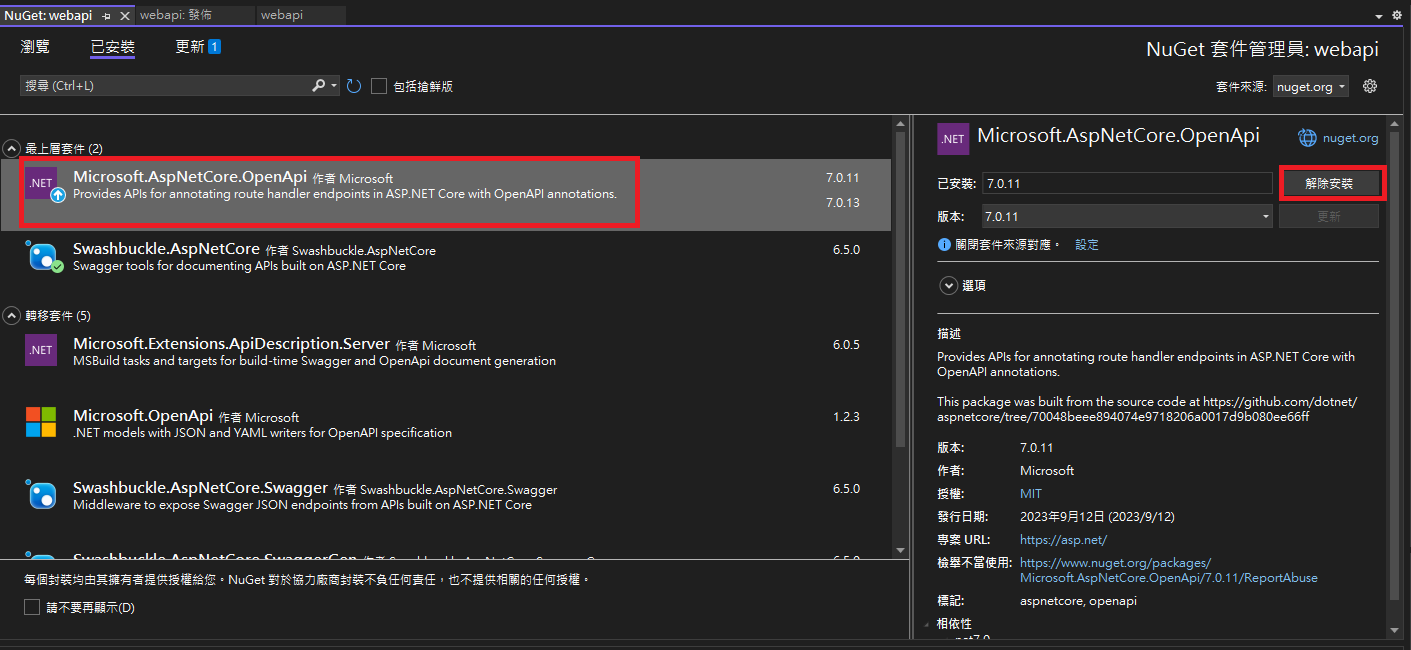 NuGet: webapi
webapi: 發佈
webapi
瀏覽
已安裝
更新 1
NuGet 套件管理員: webapi
搜尋 (Ctrl+L)
包括搶鮮版
套件來源: nuget.org
最上層套件 (2)
.NET
Microsoft.AspNetCore.OpenApi 作者 Microsoft
7.0.11
Provides APIs for annotating route handler endpoints in ASP.NET Core with OpenAPI annotations.
7.0.13
Swashbuckle.AspNetCore 作者 Swashbuckle.AspNetCore
6.5.0
Swagger tools for documenting APIs built on ASP.NET Core
轉移套件 (5)
.NET
Microsoft.Extensions.ApiDescription.Server 作者 Microsoft
6.0.5
MSBuild tasks and targets for build-time Swagger and OpenApi document generation
Microsoft.OpenApi 作者 Microsoft
1.2.3
.NET models with JSON and YAML writers for OpenAPI specification
Swashbuckle.AspNetCore.Swagger 作者 Swashbuckle.AspNetCore.Swagger
6.5.0
Middleware to expose Swagger JSON endpoints from APIs built on ASP.NET Core
Swashbuckle.AspNetCore.SwaggerGen
6.5.0
每個封裝均由其擁有者提供授權給您。NuGet 對於協力廠商封裝不負任何責任，也不提供相關的任何授權。
請不要再顯示(D)
.NET
Microsoft.AspNetCore.OpenApi
nuget.org
已安裝: 7.0.11
解除安裝
版本: 7.0.11
更新
關閉套件來源對應。 設定
選項
描述
Provides APIs for annotating route handler endpoints in ASP.NET Core with
OpenAPI annotations.
This package was built from the source code at https://github.com/dotnet/
aspnetcore/tree/70048beee894074e9718206a0017d9b080ee66ff
版本: 7.0.11
作者: Microsoft
授權: MIT
發行日期: 2023年9月12日 (2023/9/12)
專案 URL: https://asp.net/
檢舉不當使用: https://www.nuget.org/packages/
Microsoft.AspNetCore.OpenApi/7.0.11/ReportAbuse
標記: aspnetcore, openapi
相依性
net7.0